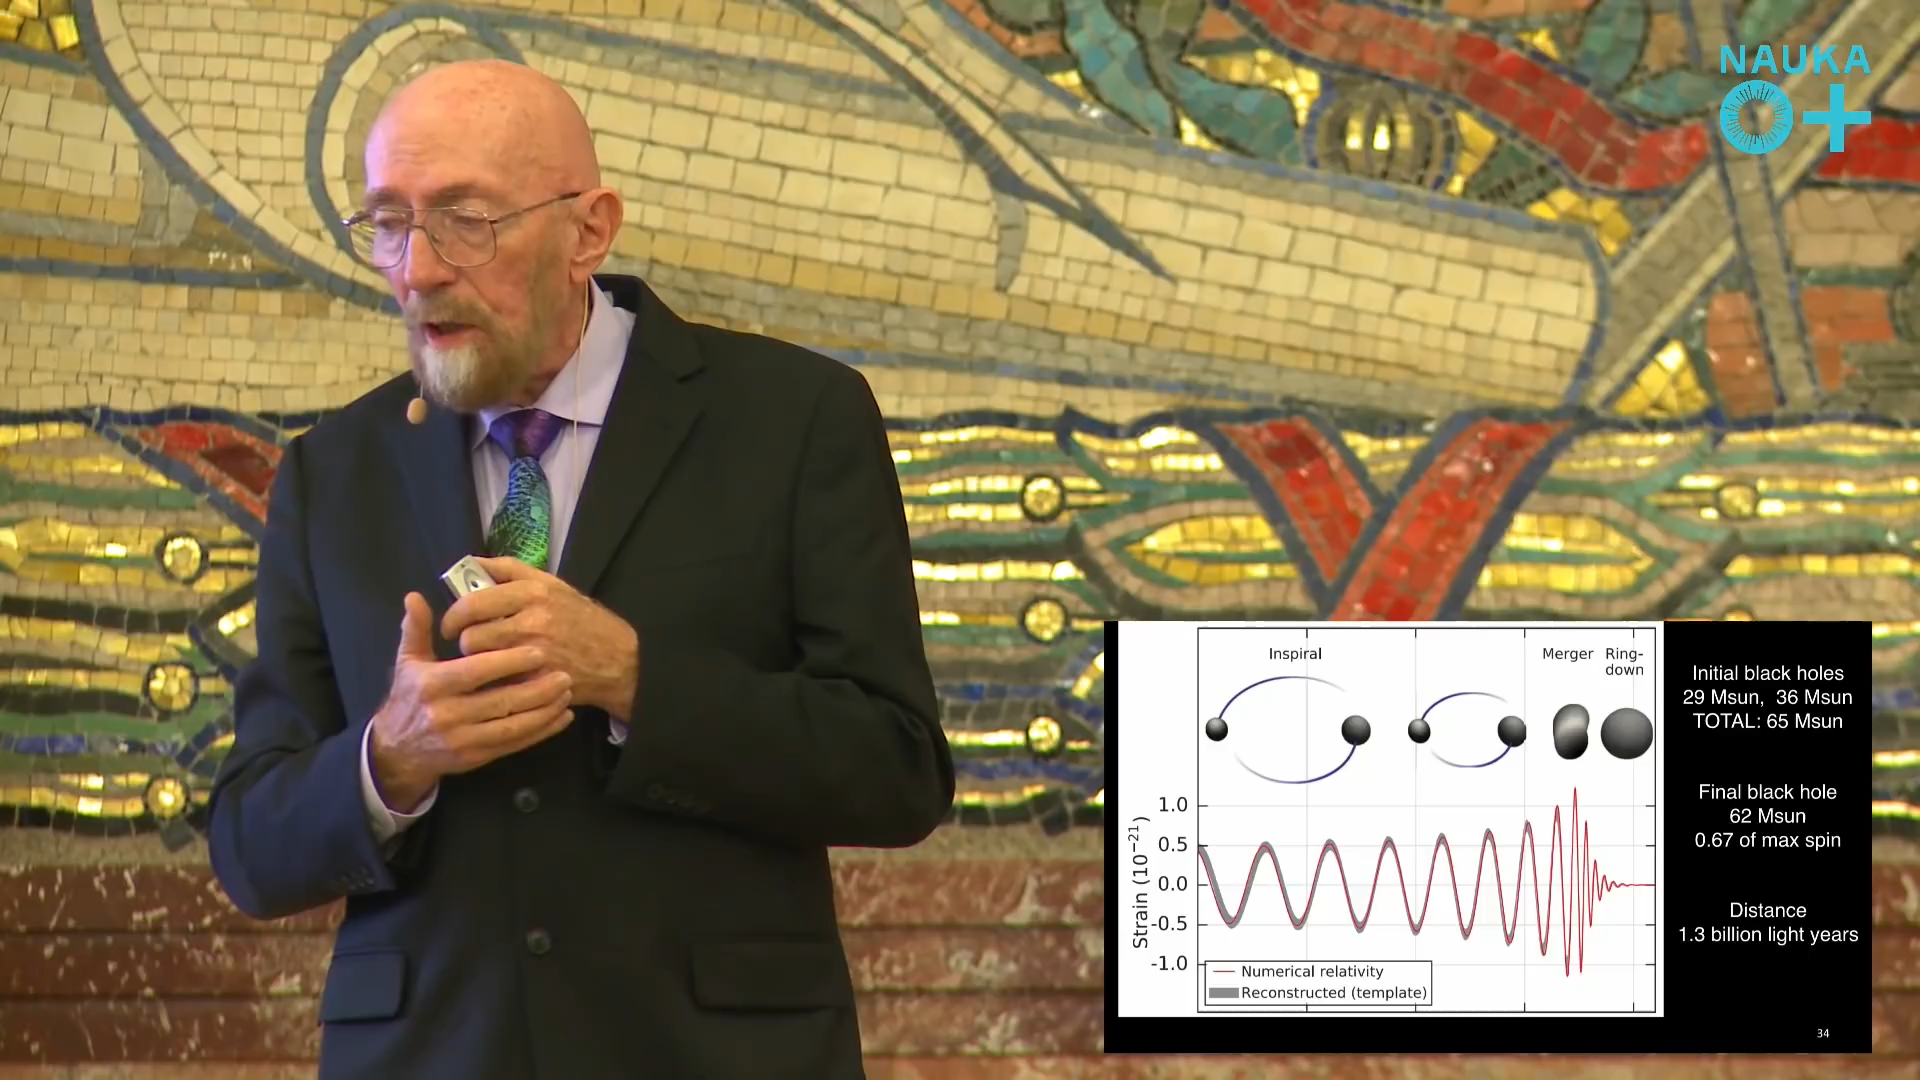 NAUKA
0+
Inspiral
Merger
Ring-
down
1.0
0.5
0.0
-0.5
-1.0
Strain (10⁻²¹)
Numerical relativity
Reconstructed (template)
Initial black holes
29 Msun, 36 Msun
TOTAL: 65 Msun
Final black hole
62 Msun
0.67 of max spin
Distance
1.3 billion light years
34